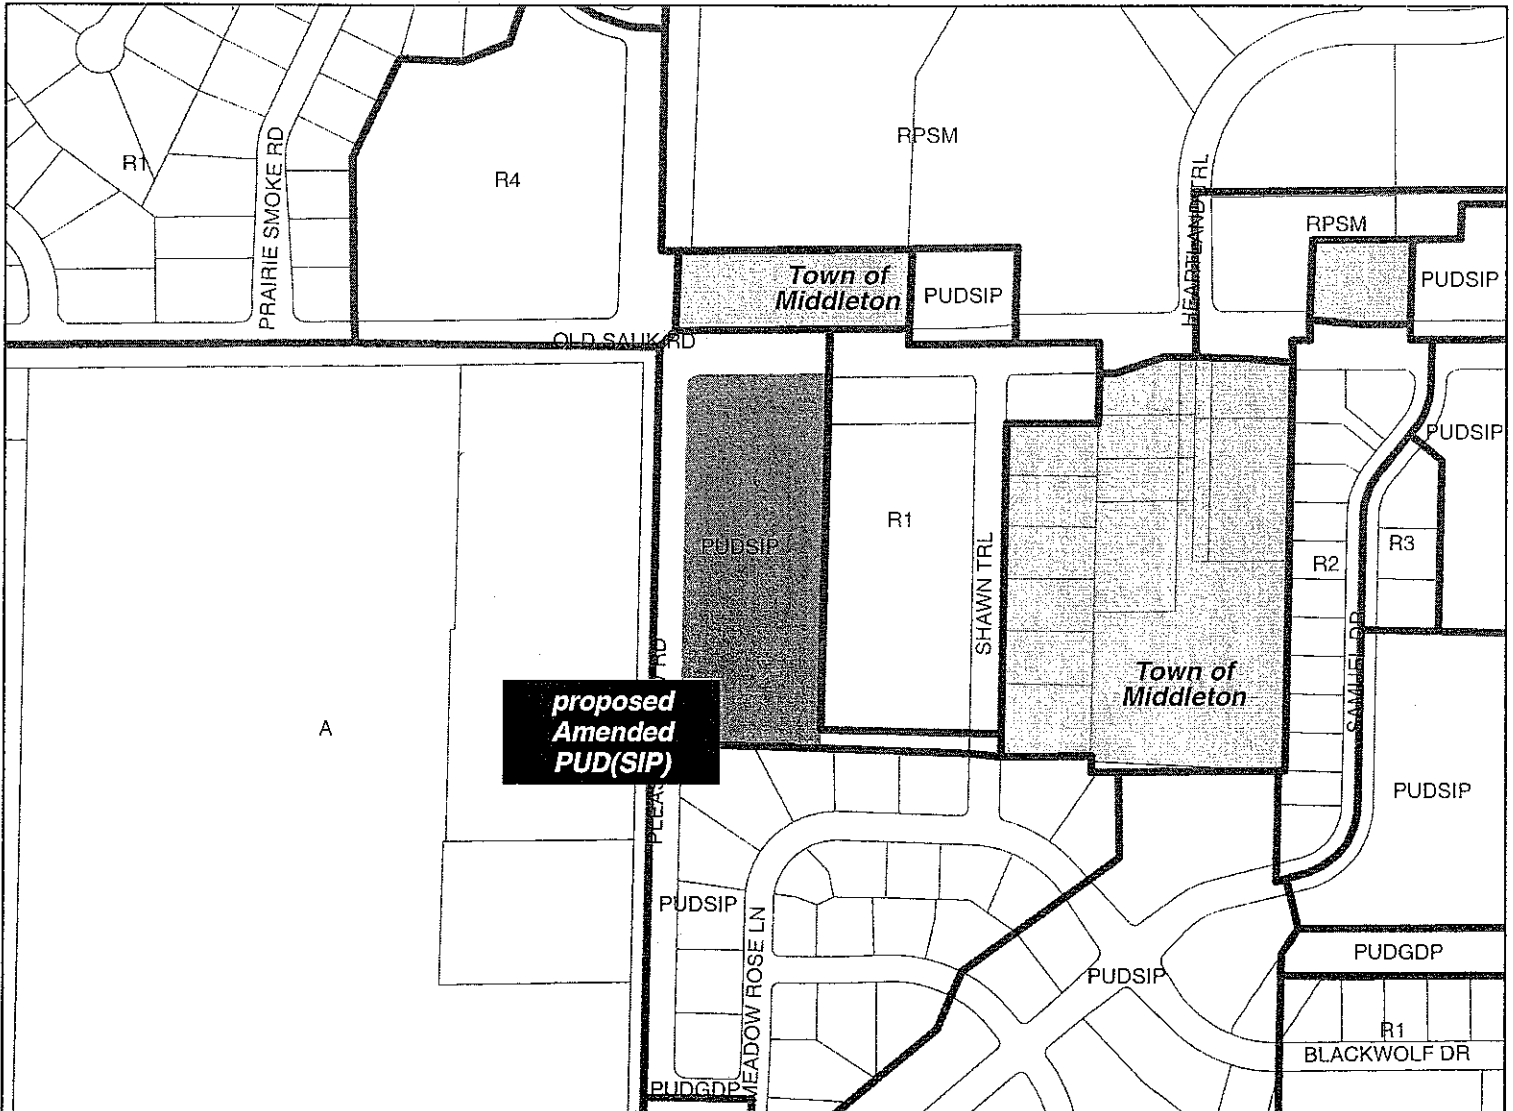 RPSM
R1
R4
PRAIRIE SMOKE RD
HEARTLAND TRL
RPSM
Town of
Middleton
PUDSIP
PUDSIP
OLD SAUK RD
PUDSIP
PUDSIP
R1
SHAWN TRL
R2
R3
SAMUEL DR
Town of
Middleton
proposed
Amended
PUD(SIP)
A
PUDSIP
PUDSIP
MEADOW ROSE LN
PUDSIP
PUDGDP
R1
BLACKWOLF DR
PUDGDP